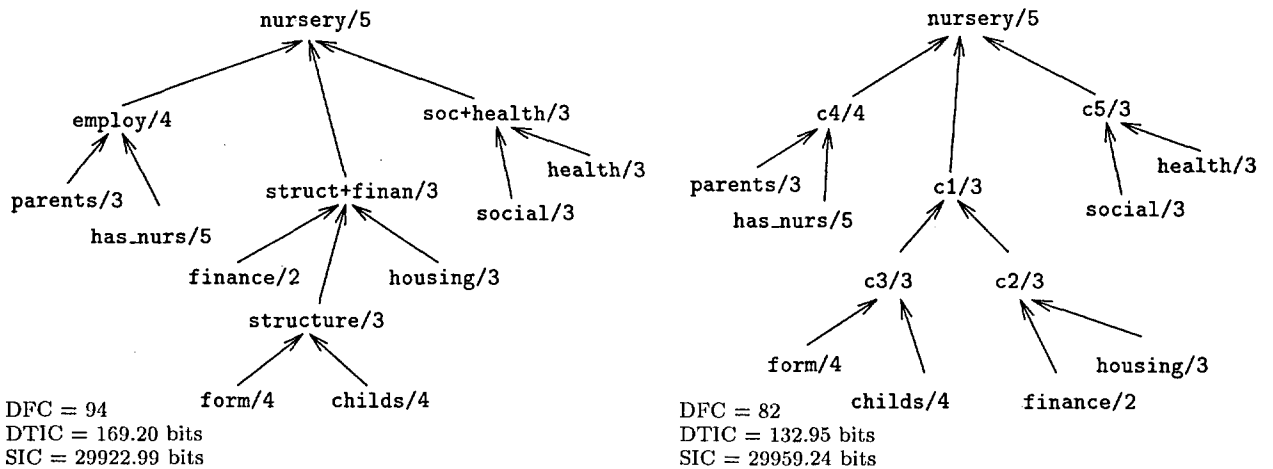 nursery/5
employ/4
soc+health/3
parents/3
has_nurs/5
struct+finan/3
health/3
social/3
finance/2
housing/3
structure/3
form/4
childs/4
DFC = 94
DTIC = 169.20 bits
SIC = 29922.99 bits
nursery/5
c4/4
c5/3
parents/3
has_nurs/5
c1/3
health/3
social/3
c3/3
c2/3
form/4
housing/3
childs/4
finance/2
DFC = 82
DTIC = 132.95 bits
SIC = 29959.24 bits